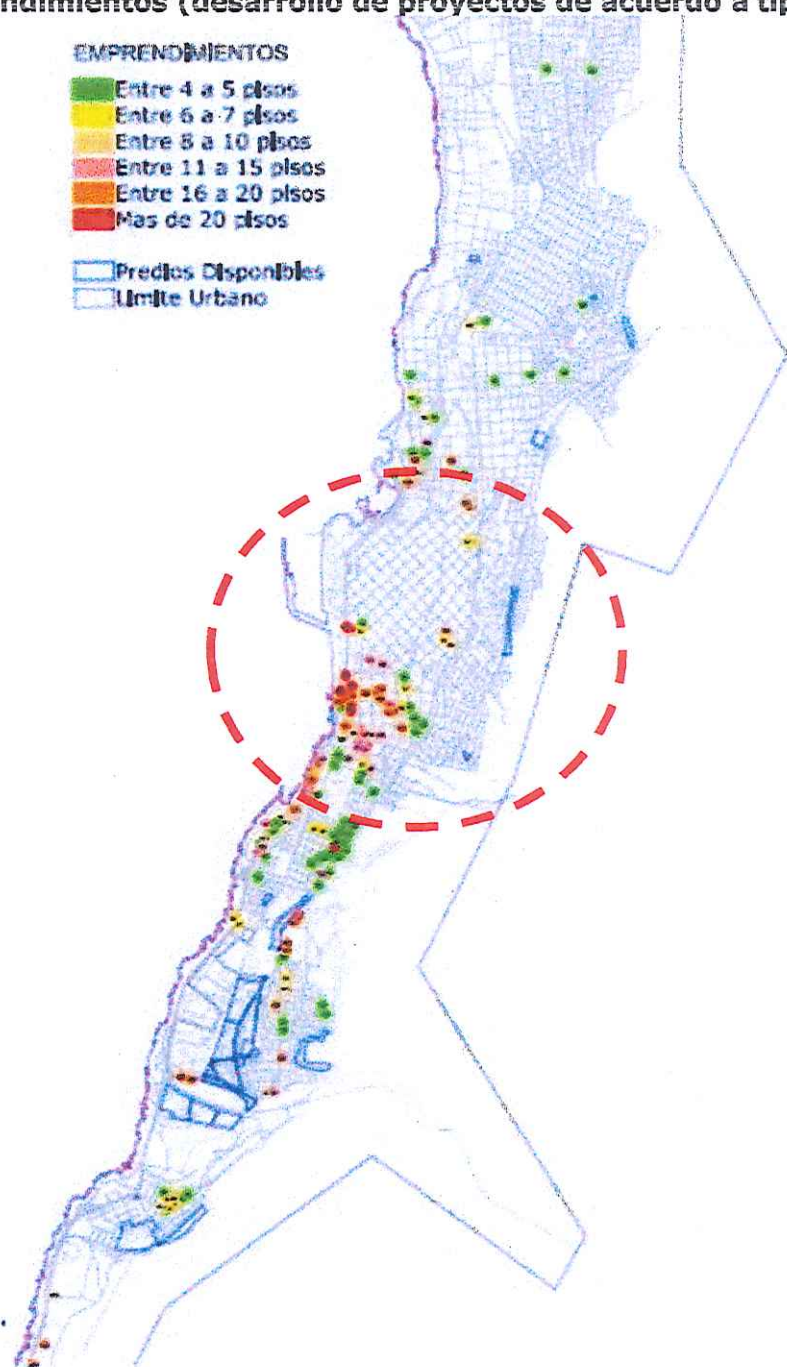 ndimientos (desarrollo de proyectos de acuerdo a tip
EMPRENDIMIENTOS
Entre 4 a 5 pisos
Entre 6 a 7 pisos
Entre 8 a 10 pisos
Entre 11 a 15 pisos
Entre 16 a 20 pisos
Mas de 20 pisos
Predios Disponibles
Limite Urbano